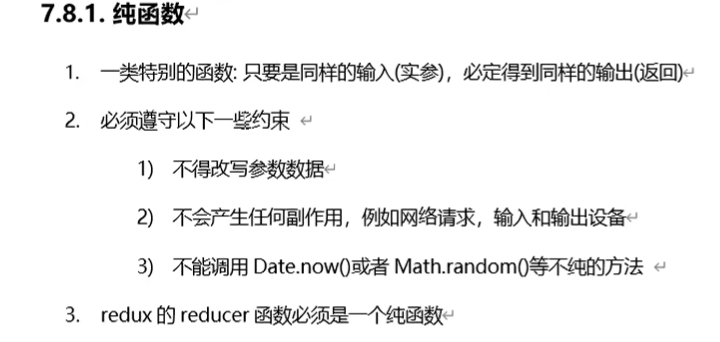 7.8.1. 纯函数
1. 一类特别的函数: 只要是同样的输入(实参)，必定得到同样的输出(返回)
2. 必须遵守以下一些约束
1) 不得改写参数数据
2) 不会产生任何副作用，例如网络请求，输入和输出设备
3) 不能调用 Date.now()或者 Math.random()等不纯的方法
3. redux 的 reducer 函数必须是一个纯函数